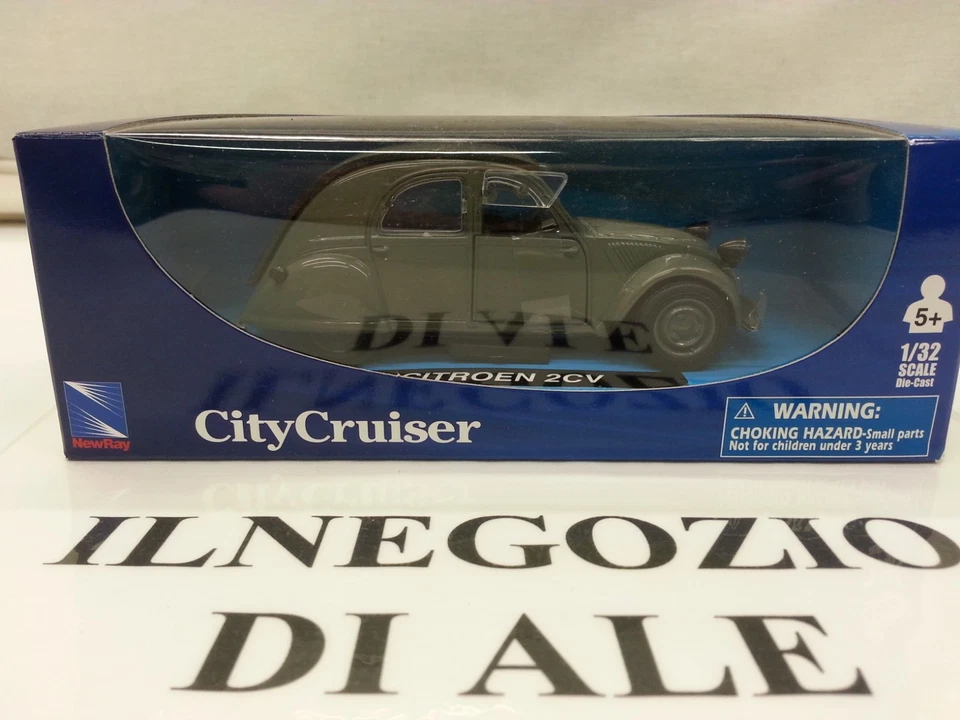 CITROEN 2CV
5+
1/32
SCALE
Die-Cast
NewRay
CityCruiser
⚠ WARNING:
CHOKING HAZARD-Small parts
Not for children under 3 years
ILNEGOZIO
DI ALE